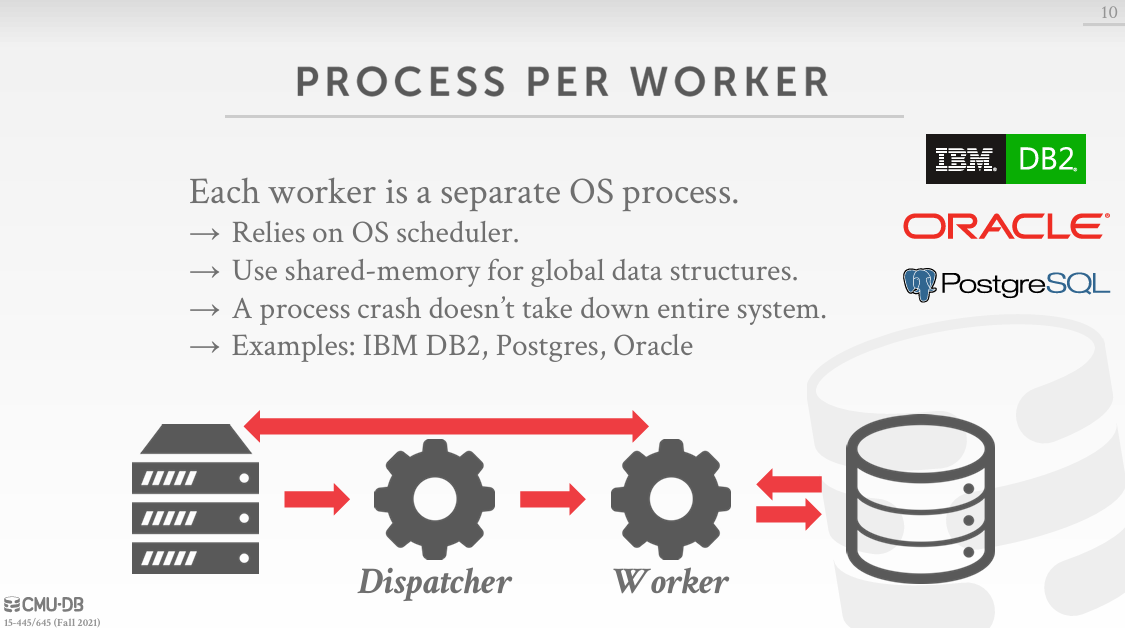 10
PROCESS PER WORKER
IBM® DB2®
Each worker is a separate OS process.
ORACLE®
→ Relies on OS scheduler.
→ Use shared-memory for global data structures.
PostgreSQL
→ A process crash doesn’t take down entire system.
→ Examples: IBM DB2, Postgres, Oracle
Dispatcher
Worker
CMU·DB
15-445/645 (Fall 2021)